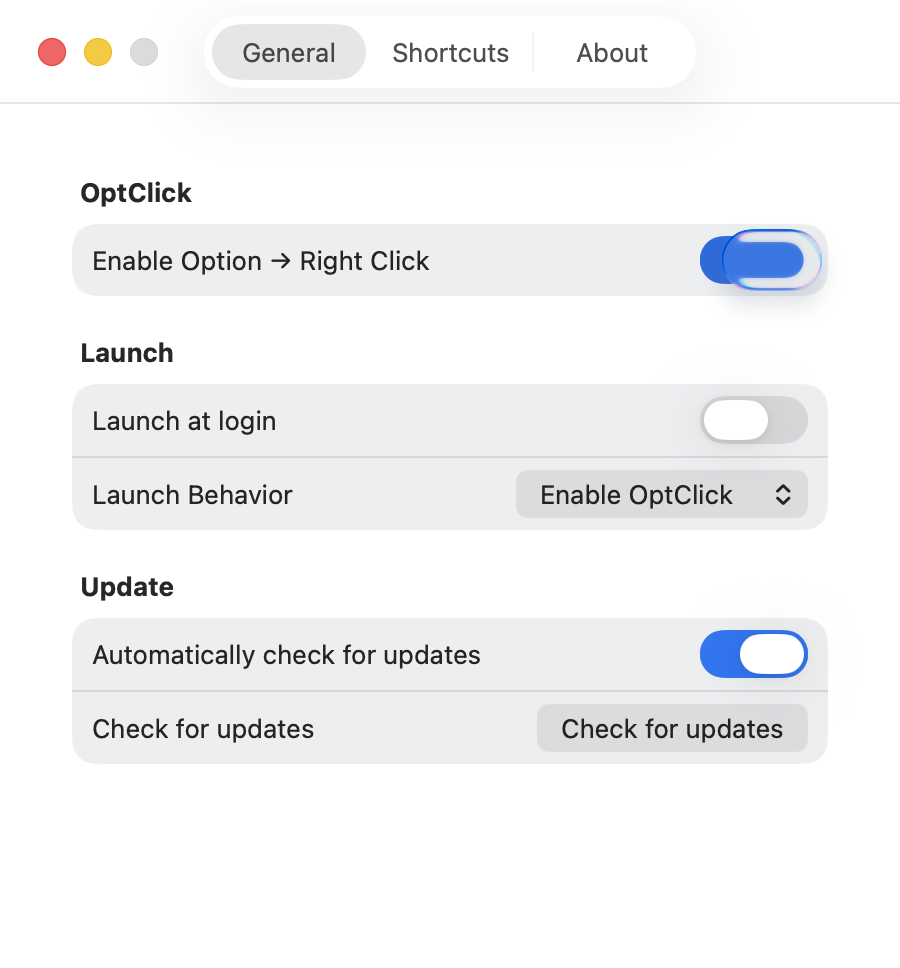 General Shortcuts About
OptClick
Enable Option → Right Click
Launch
Launch at login
Launch Behavior Enable OptClick
Update
Automatically check for updates
Check for updates Check for updates